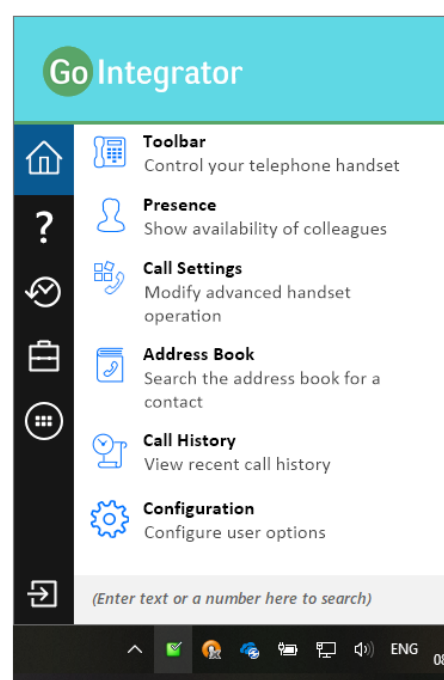 Go Integrator
Toolbar
Control your telephone handset
Presence
Show availability of colleagues
?
Call Settings
Modify advanced handset
operation
Address Book
Search the address book for a
contact
Call History
View recent call history
Configuration
Configure user options
(Enter text or a number here to search)
ENG
08